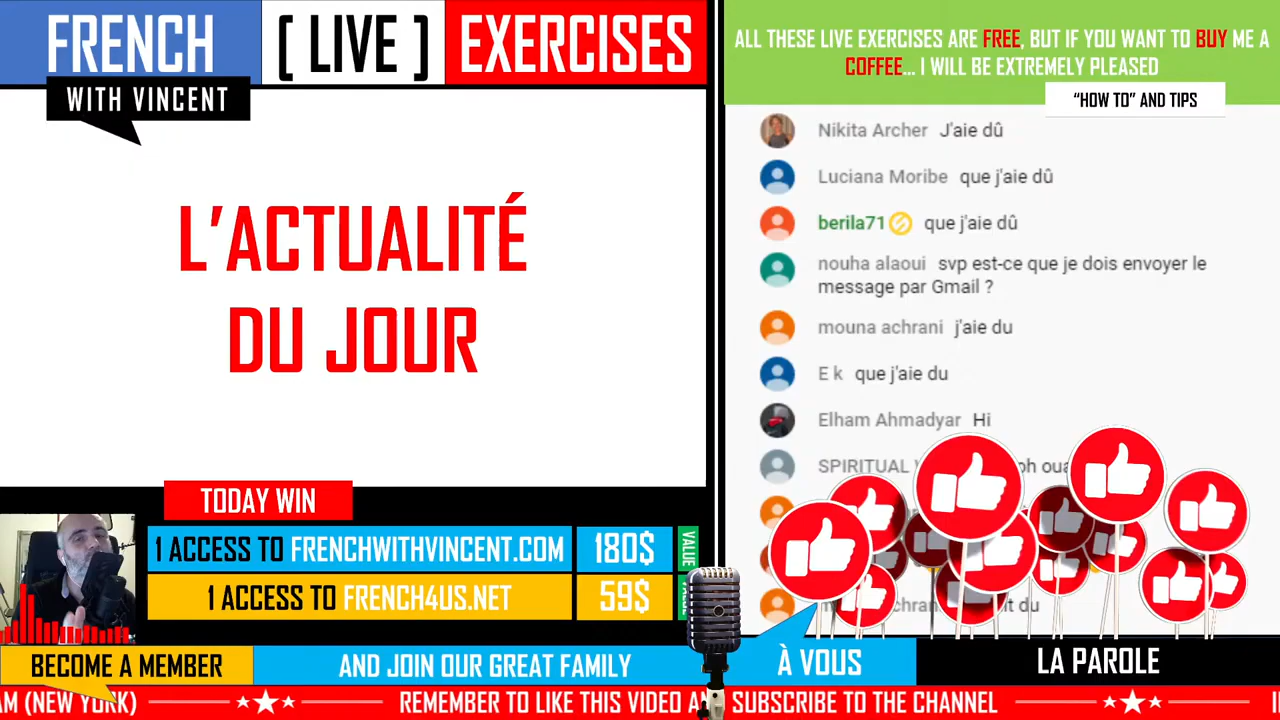 FRENCH
[ LIVE ]
EXERCISES
WITH VINCENT
L'ACTUALITÉ
DU JOUR
TODAY WIN
1 ACCESS TO FRENCHWITHVINCENT.COM
180$
VALUE
1 ACCESS TO FRENCH4US.NET
59$
ALL THESE LIVE EXERCISES ARE FREE, BUT IF YOU WANT TO BUY ME A
COFFEE... I WILL BE EXTREMELY PLEASED
“HOW TO” AND TIPS
Nikita Archer J'aie dû
Luciana Moribe que j'aie dû
berila71 que j'aie dû
nouha alaoui svp est-ce que je dois envoyer le
message par Gmail ?
mouna achrani j'aie du
E k que j'aie du
Elham Ahmadyar Hi
SPIRITUAL
du
BECOME A MEMBER
AND JOIN OUR GREAT FAMILY
À VOUS
LA PAROLE
AM (NEW YORK)
REMEMBER TO LIKE THIS VIDEO AND SUBSCRIBE TO THE CHANNEL